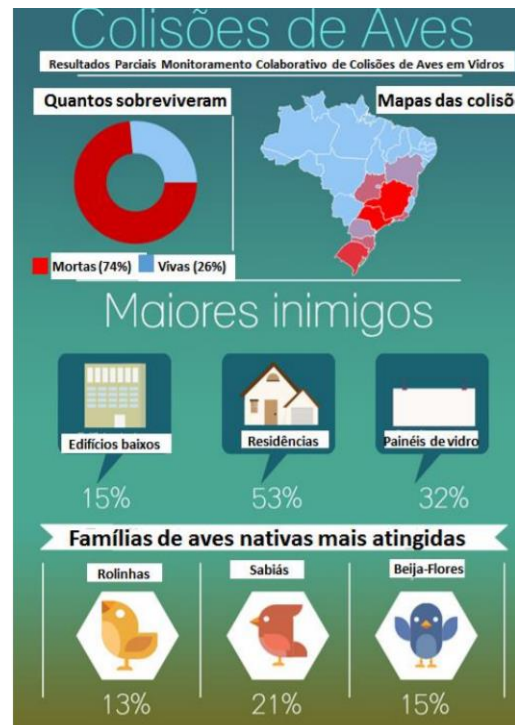 Colisões de Aves
Resultados Parciais Monitoramento Colaborativo de Colisões de Aves em Vidros
Quantos sobreviveram
Mapas das colisõ
Mortas (74%)
Vivas (26%)
Maiores inimigos
Edifícios baixos
Residências
Painéis de vidro
15%
53%
32%
Famílias de aves nativas mais atingidas
Rolinhas
Sabiás
Beija-Flores
13%
21%
15%